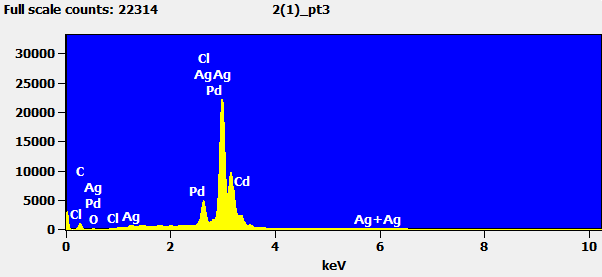 Full scale counts: 22314 2(1)_pt3
30000
25000
20000
15000
10000
5000
0
Cl
Ag Ag
Pd
C
Ag
Pd
Cl
O
Cl Ag
Pd
Cd
Ag+Ag
0 2 4 6 8 10
keV